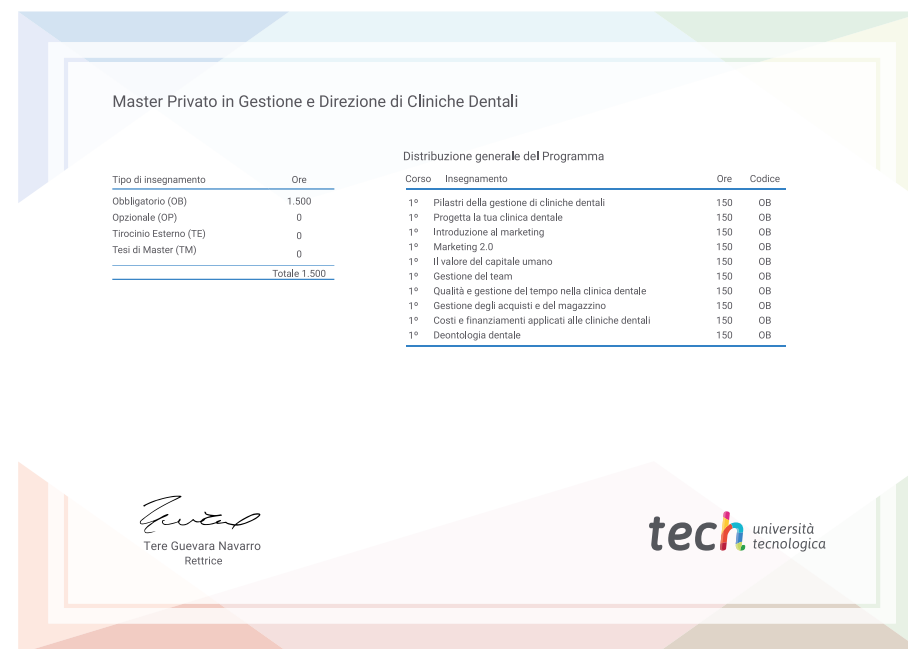 Master Privato in Gestione e Direzione di Cliniche Dentali
Tipo di insegnamento Ore
Obbligatorio (OB) 1.500
Opzionale (OP) 0
Tirocinio Esterno (TE) 0
Tesi di Master (TM) 0
Totale 1.500
Distribuzione generale del Programma
Corso Insegnamento Ore Codice
1º Pilastri della gestione di cliniche dentali 150 OB
1º Progetta la tua clinica dentale 150 OB
1º Introduzione al marketing 150 OB
1º Marketing 2.0 150 OB
1º Il valore del capitale umano 150 OB
1º Gestione del team 150 OB
1º Qualità e gestione del tempo nella clinica dentale 150 OB
1º Gestione degli acquisti e del magazzino 150 OB
1º Costi e finanziamenti applicati alle cliniche dentali 150 OB
1º Deontologia dentale 150 OB
Tere Guevara Navarro
Rettrice
tech università
tecnologica